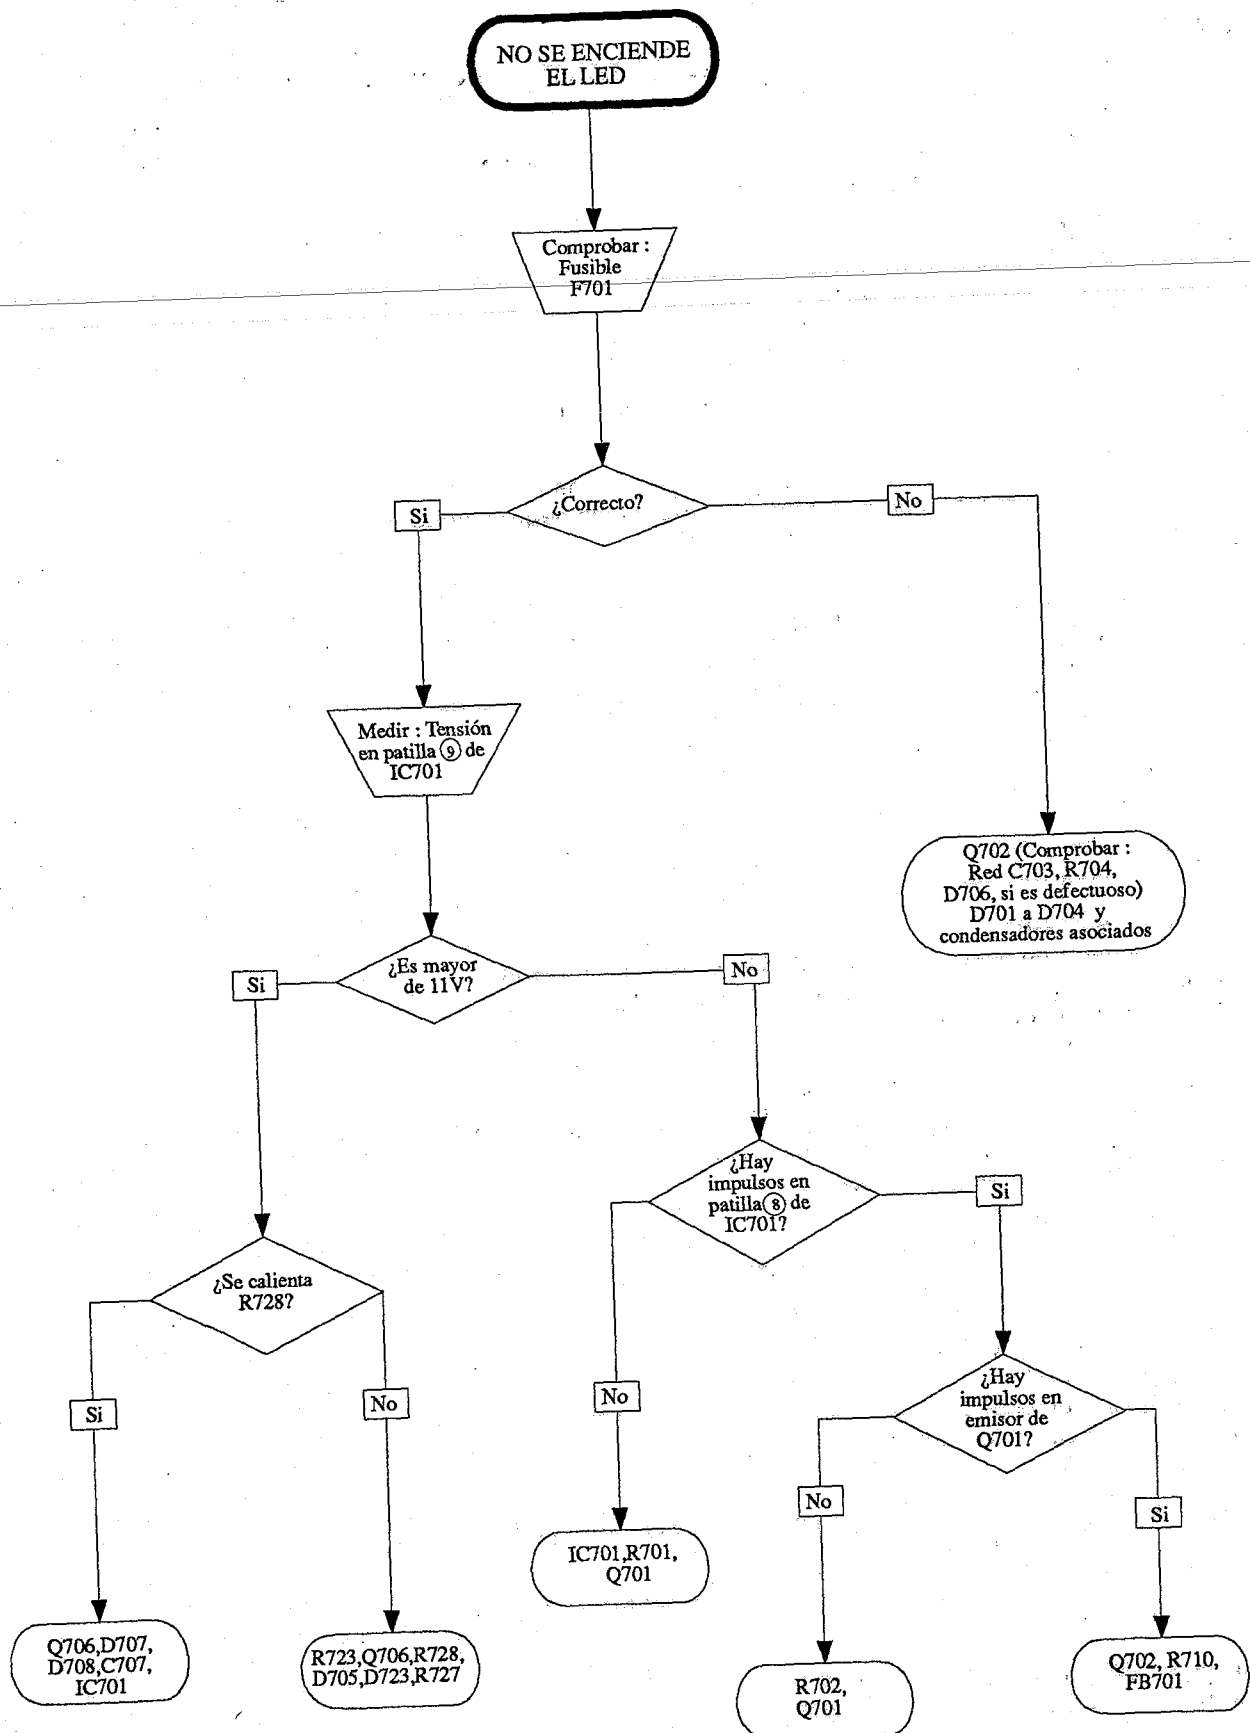 NO SE ENCIENDE
EL LED
Comprobar :
Fusible
F701
¿Correcto?
Si
No
Medir : Tensión
en patilla 9 de
IC701
Q702 (Comprobar :
Red C703, R704,
D706, si es defectuoso)
D701 a D704 y
condensadores asociados
¿Es mayor
de 11V?
Si
No
¿Hay
impulsos en
patilla 8 de
IC701?
Si
No
¿Se calienta
R728?
Si
No
¿Hay
impulsos en
emisor de
Q701?
No
Si
IC701,R701,
Q701
Q706,D707,
D708,C707,
IC701
R723,Q706,R728,
D705,D723,R727
R702,
Q701
Q702, R710,
FB701